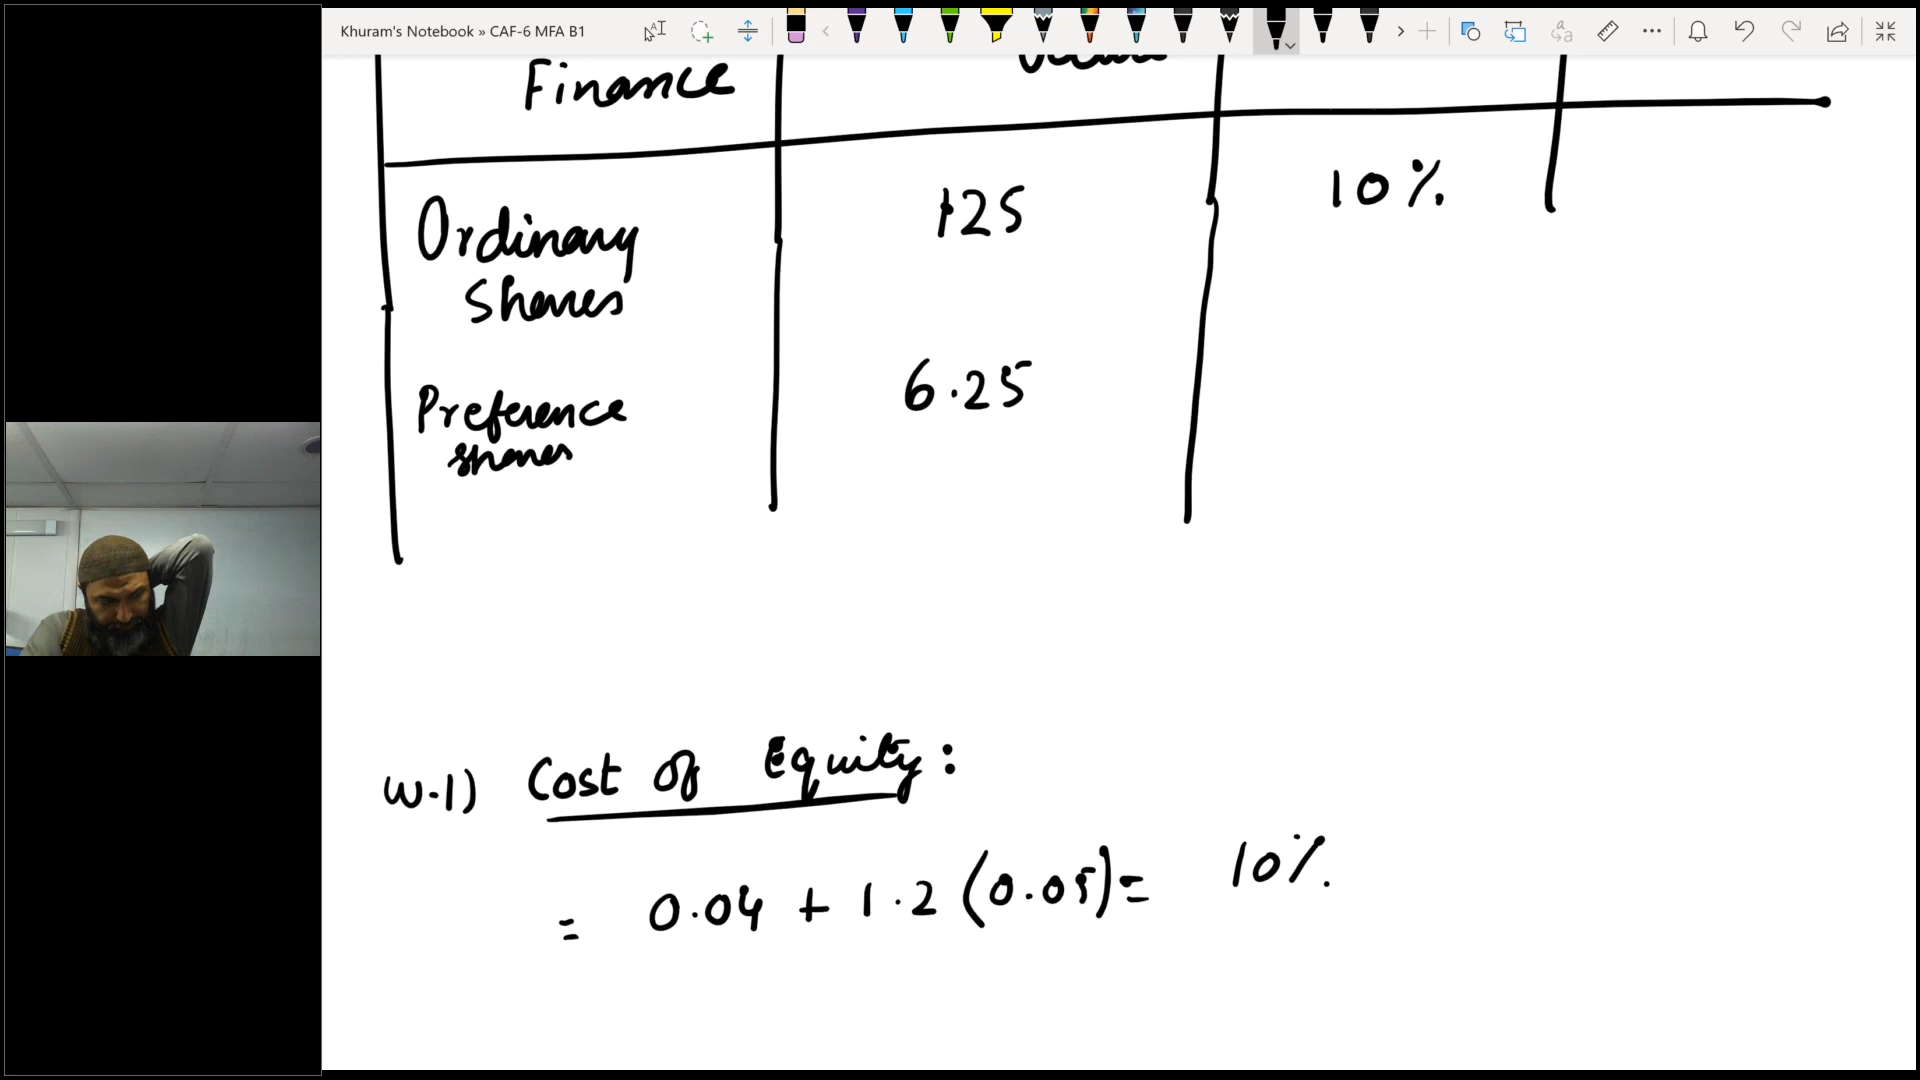 Khuram's Notebook » CAF-6 MFA B1
Finance
Ordinary 125 10%
Shares
Preference 6.25
shares
W-1) Cost of Equity:
= 0.04 + 1.2 (0.05) = 10%.